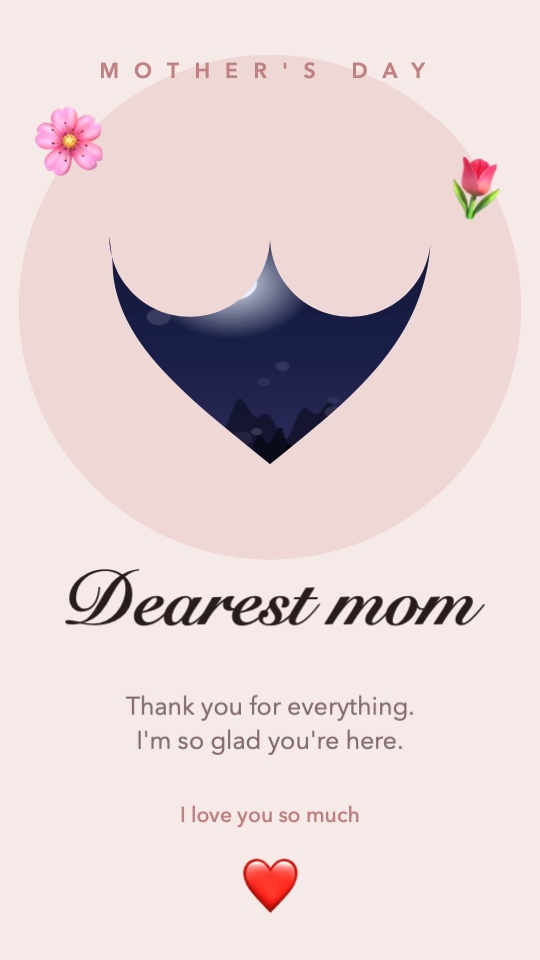 MOTHER'S DAY
Dearest mom
Thank you for everything.
I'm so glad you're here.
I love you so much